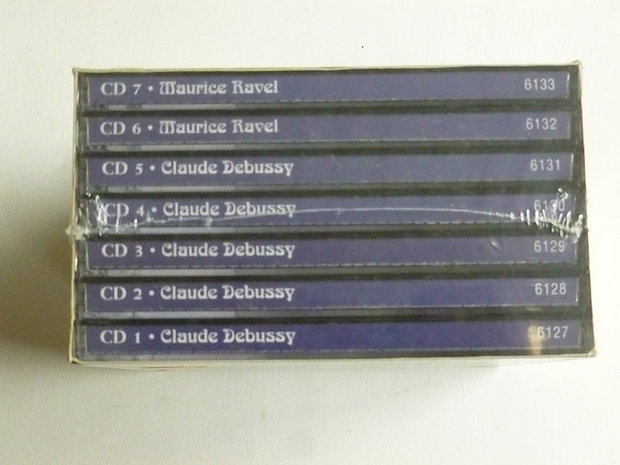 CD 7 • Maurice Ravel 6133
CD 6 • Maurice Ravel 6132
CD 5 • Claude Debussy 6131
CD 4 • Claude Debussy 6130
CD 3 • Claude Debussy 6129
CD 2 • Claude Debussy 6128
CD 1 • Claude Debussy 6127